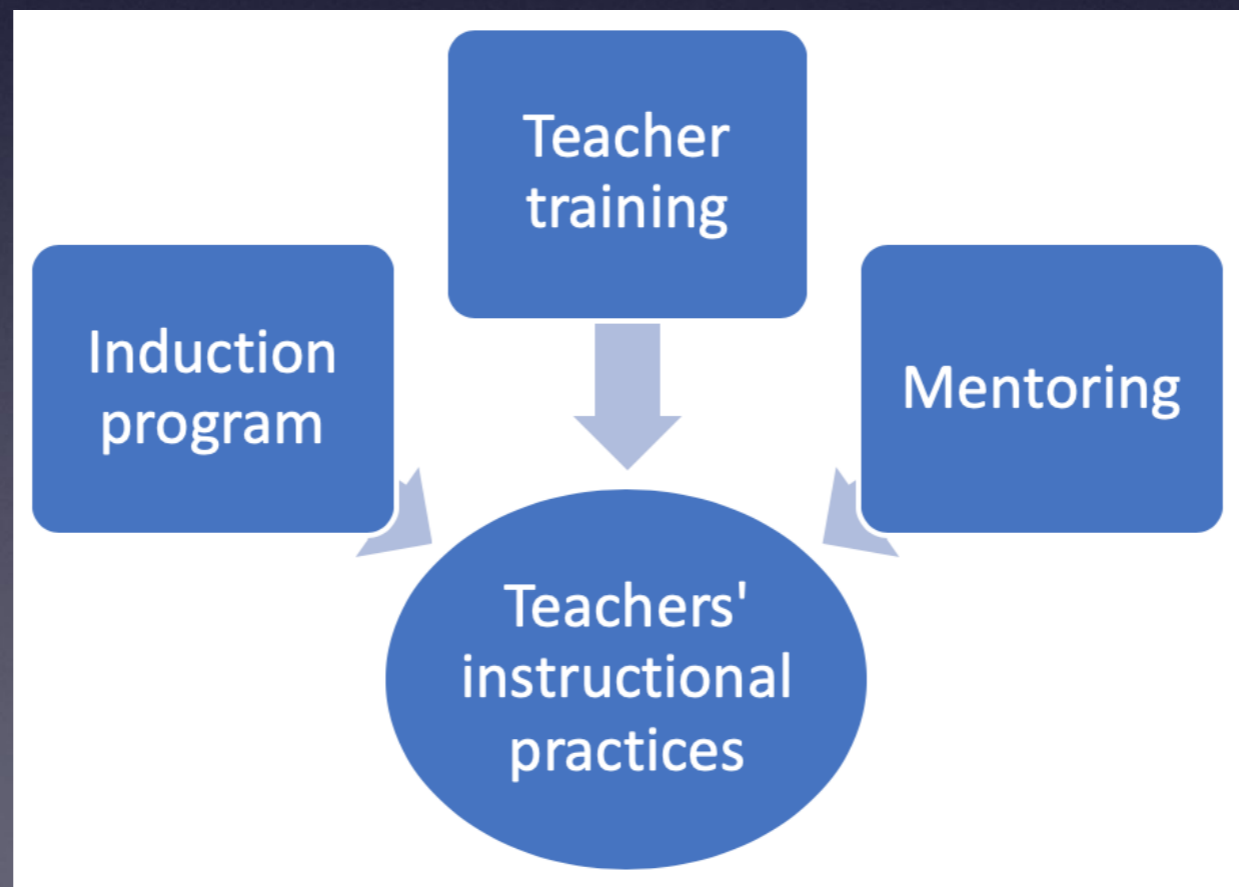 Teacher
training
Induction
program
Mentoring
Teachers'
instructional
practices